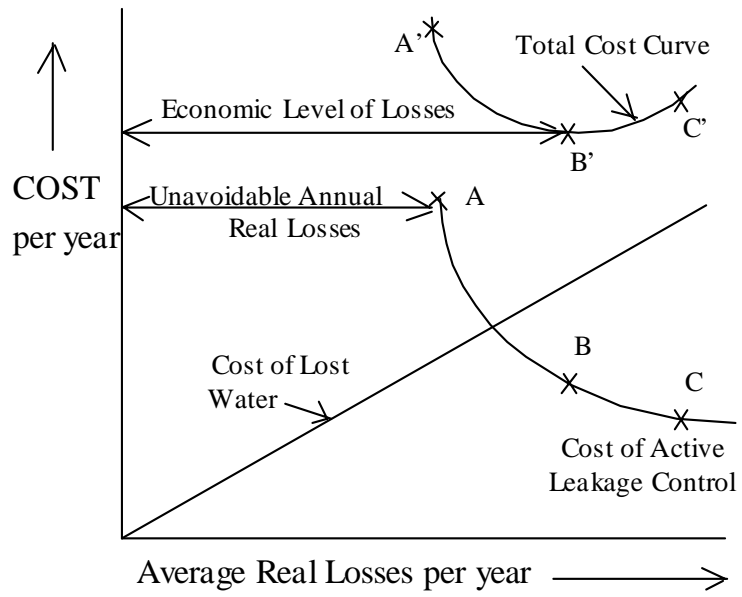 A’
Total Cost Curve
Economic Level of Losses
C’
B’
COST
per year
Unavoidable Annual
Real Losses
A
Cost of Lost
Water
B
C
Cost of Active
Leakage Control
Average Real Losses per year